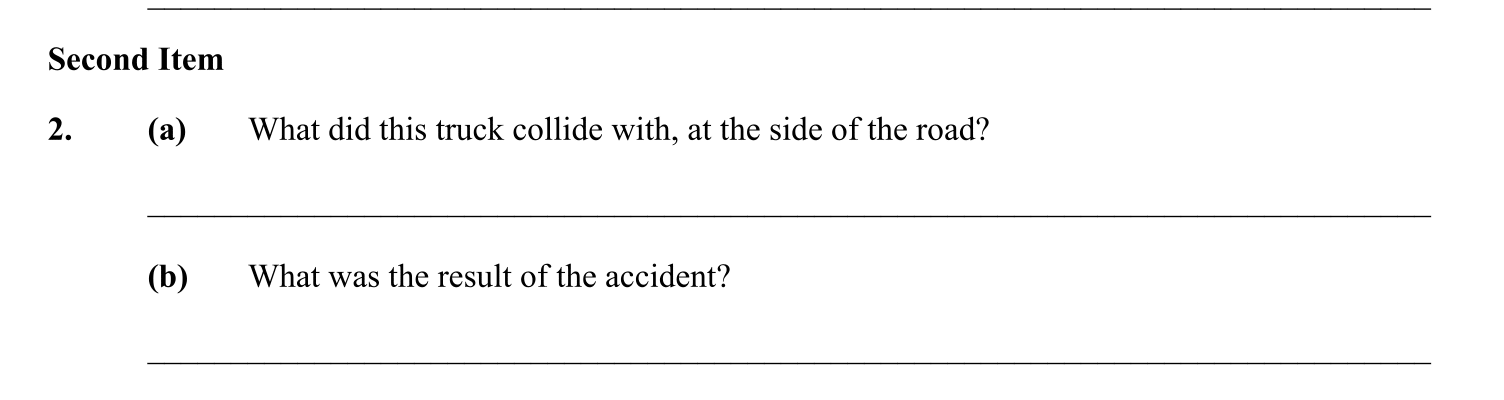 Second Item
2. (a) What did this truck collide with, at the side of the road?
(b) What was the result of the accident?